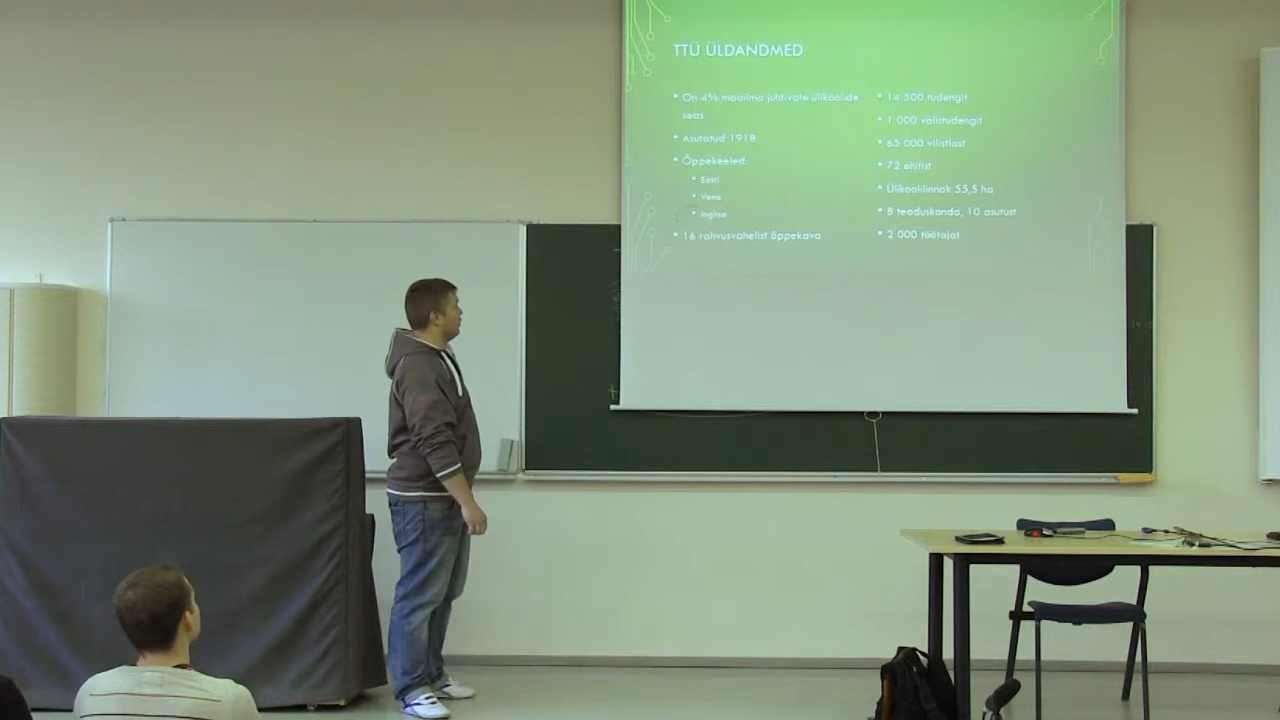 TTÜ ÜLDANDMED
On 4% maailma juhtivate ülikoolide
seas
Asutatud 1918
Õppekeeled:
Eesti
Vene
Inglise
16 rahvusvahelist õppekava
14 500 tudengit
1 000 välistudengit
65 000 vilistlast
72 ehitist
Ülikoolilinnak 55,5 ha
8 teaduskonda, 10 asutust
2 000 töötajat